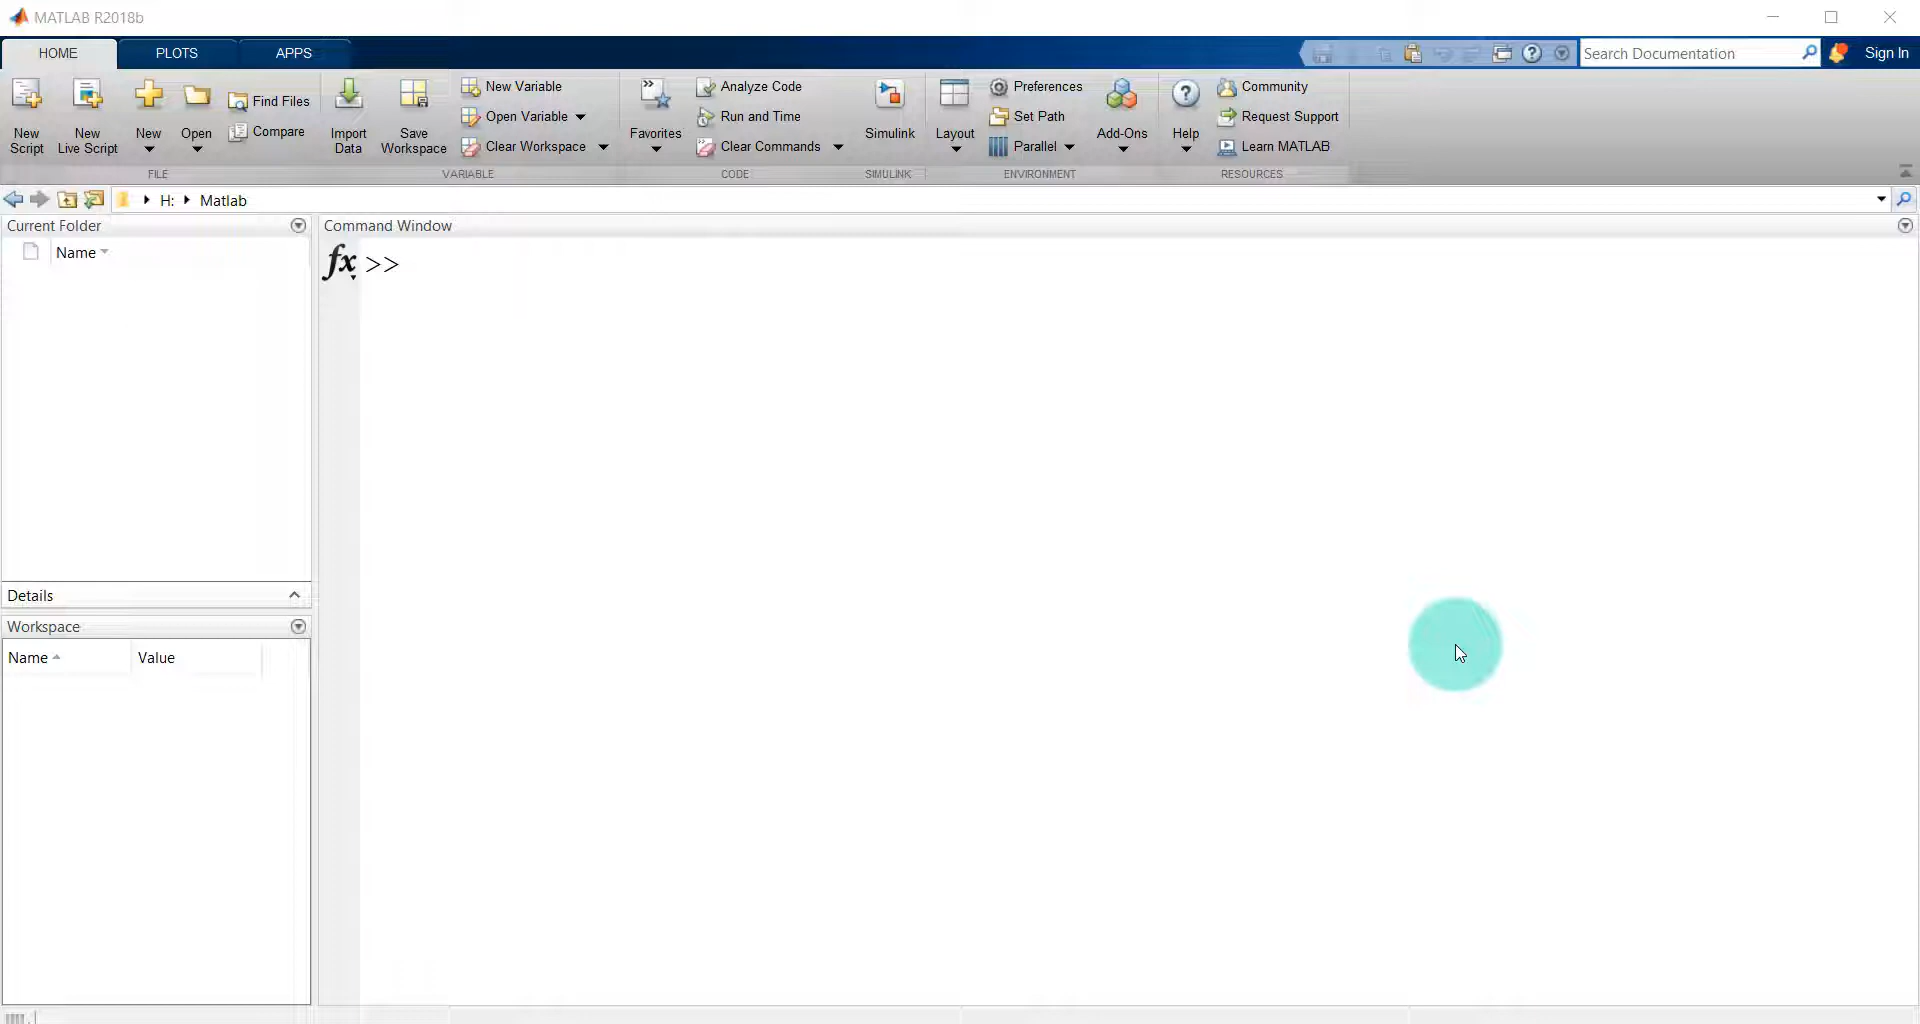 MATLAB R2018b
HOME PLOTS APPS
Search Documentation Sign In
New Script
New Live Script
New
Open
Find Files
Compare
FILE
Import Data
Save Workspace
New Variable
Open Variable
Clear Workspace
VARIABLE
Favorites
Analyze Code
Run and Time
Clear Commands
CODE
Simulink
SIMULINK
Layout
Preferences
Set Path
Parallel
Add-Ons
ENVIRONMENT
Help
Community
Request Support
Learn MATLAB
RESOURCES
H: Matlab
Current Folder
Name
Details
Workspace
Name Value
Command Window
fx >>